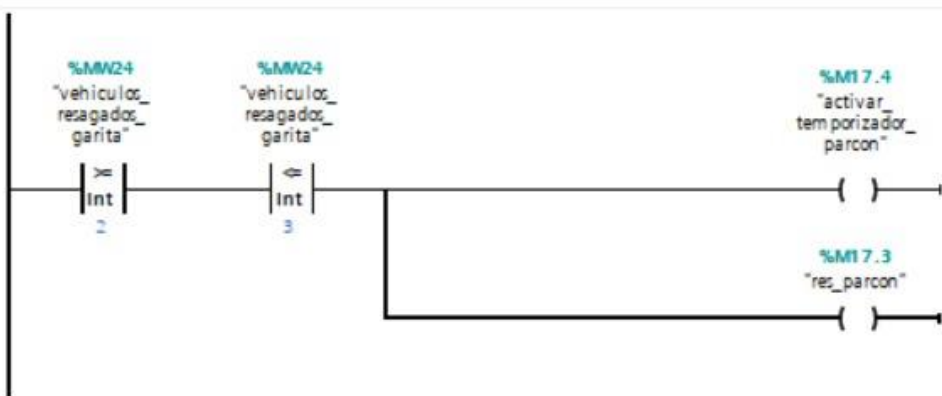 %MW24
"vehiculos_
resagados_
garita"
>=
Int
2
%MW24
"vehiculos_
resagados_
garita"
<=
Int
3
%M17.4
"activar_
temporizador_
parcon"
%M17.3
"res_parcon"